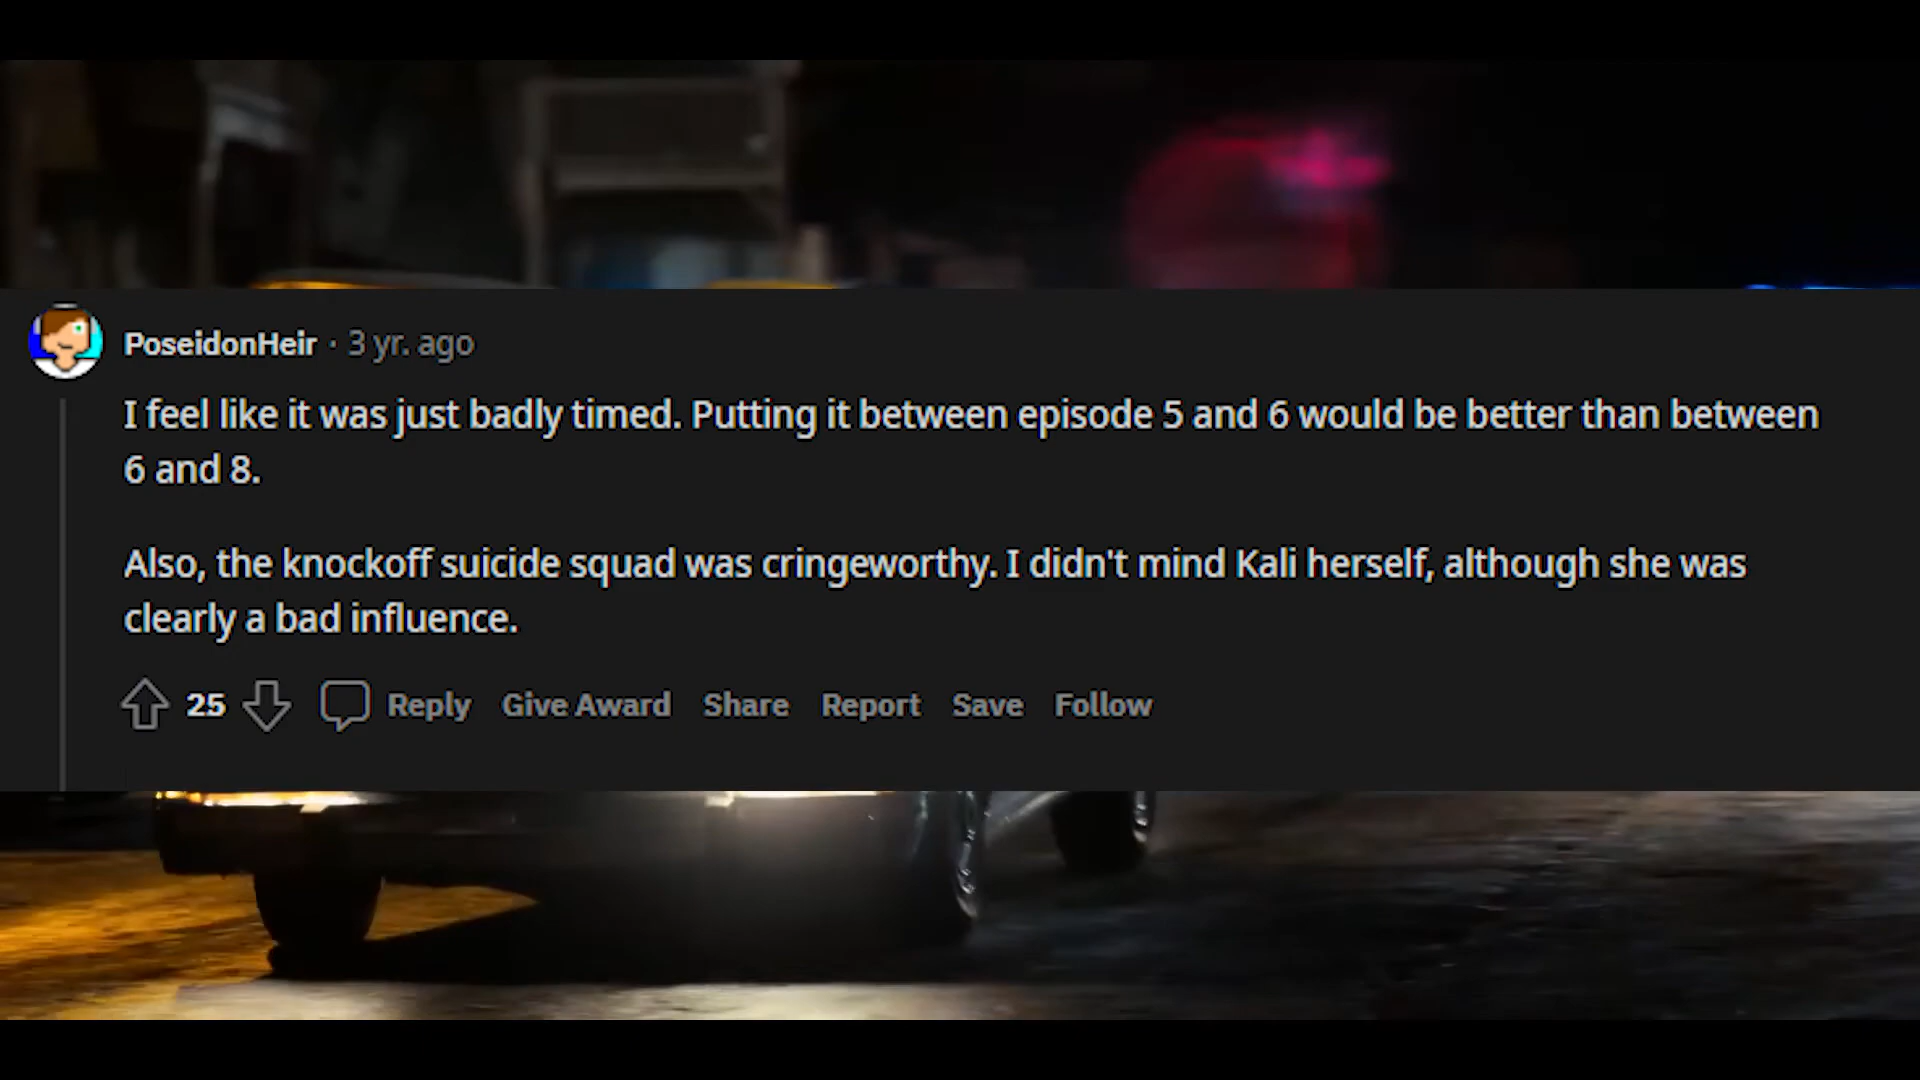 PoseidonHeir · 3 yr. ago
I feel like it was just badly timed. Putting it between episode 5 and 6 would be better than between
6 and 8.
Also, the knockoff suicide squad was cringeworthy. I didn't mind Kali herself, although she was
clearly a bad influence.
25 Reply Give Award Share Report Save Follow